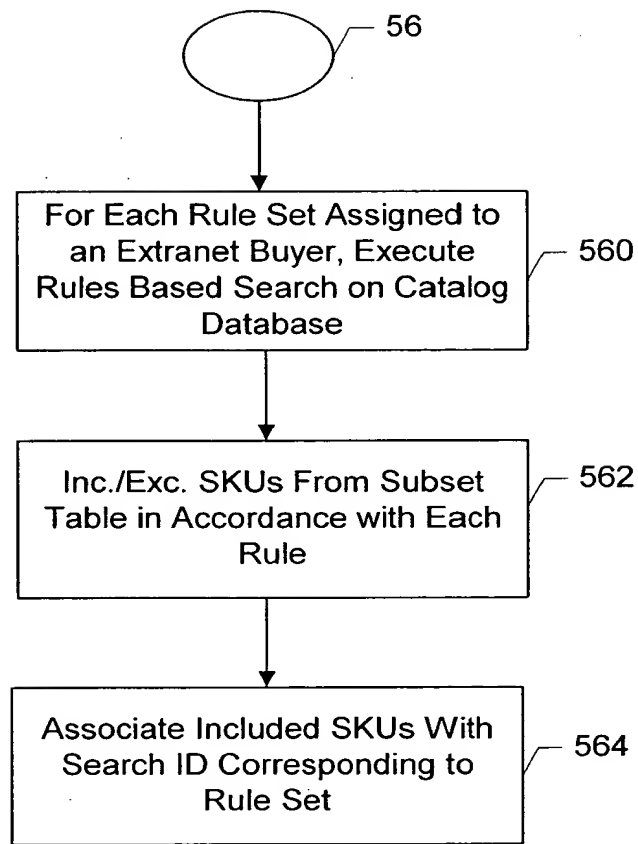 56
For Each Rule Set Assigned to
an Extranet Buyer, Execute
Rules Based Search on Catalog
Database
560
Inc./Exc. SKUs From Subset
Table in Accordance with Each
Rule
562
Associate Included SKUs With
Search ID Corresponding to
Rule Set
564